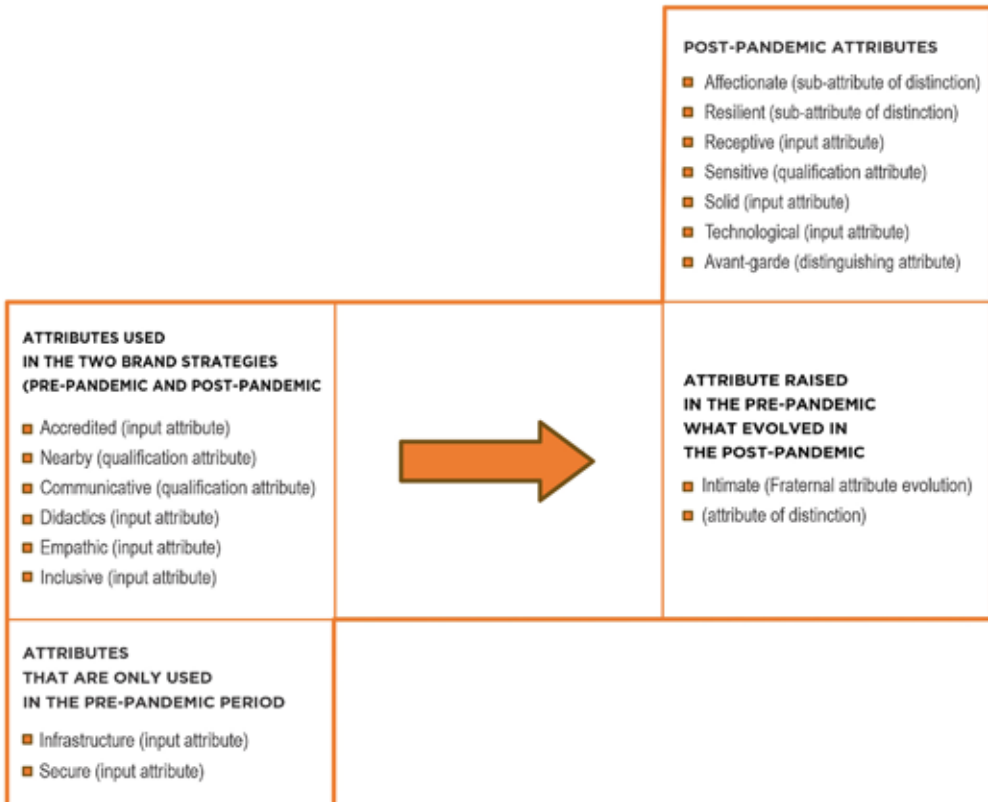 POST-PANDEMIC ATTRIBUTES
Affectionate (sub-attribute of distinction)
Resilient (sub-attribute of distinction)
Receptive (input attribute)
Sensitive (qualification attribute)
Solid (input attribute)
Technological (input attribute)
Avant-garde (distinguishing attribute)
ATTRIBUTES USED
IN THE TWO BRAND STRATEGIES
(PRE-PANDEMIC AND POST-PANDEMIC
Accredited (input attribute)
Nearby (qualification attribute)
Communicative (qualification attribute)
Didactics (input attribute)
Empathic (input attribute)
Inclusive (input attribute)
ATTRIBUTE RAISED
IN THE PRE-PANDEMIC
WHAT EVOLVED IN
THE POST-PANDEMIC
Intimate (Fraternal attribute evolution)
(attribute of distinction)
ATTRIBUTES
THAT ARE ONLY USED
IN THE PRE-PANDEMIC PERIOD
Infrastructure (input attribute)
Secure (input attribute)